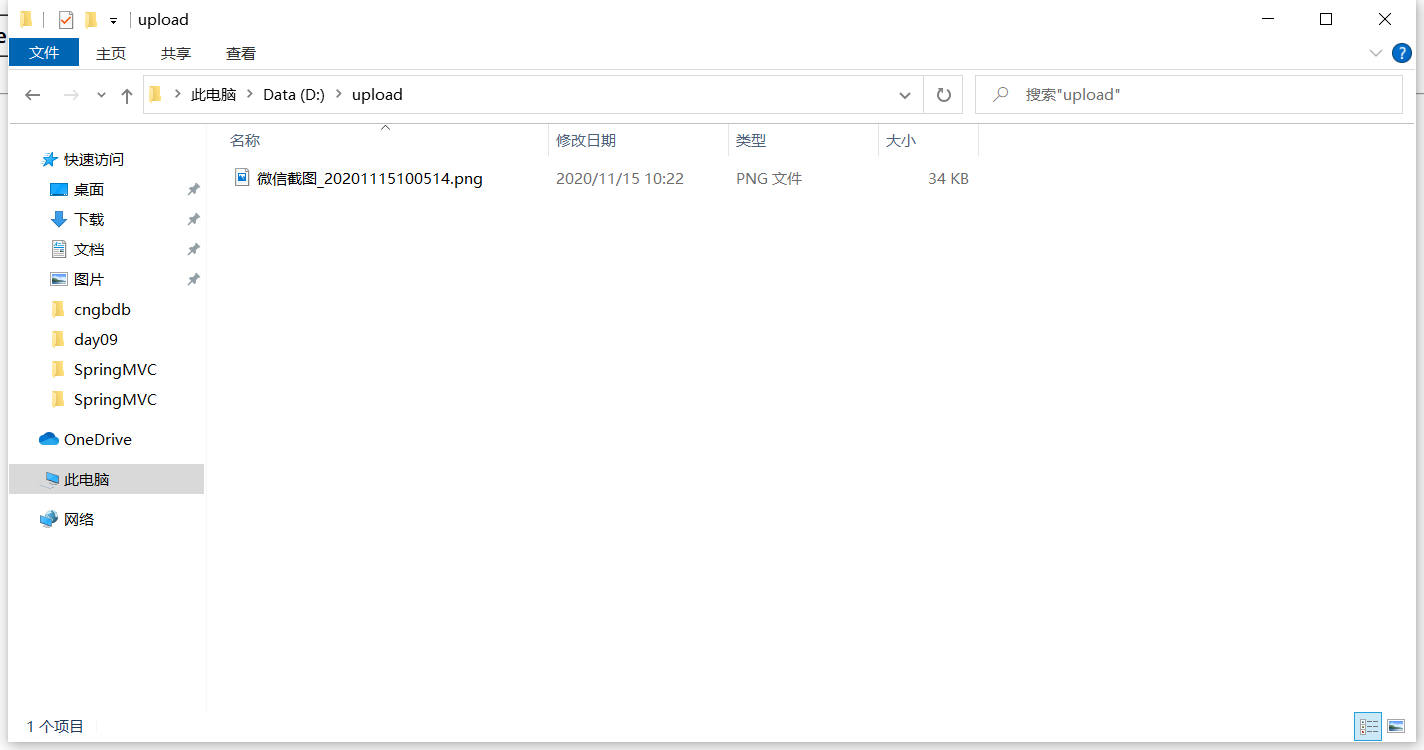 upload
文件 主页 共享 查看
此电脑 Data (D:) upload 搜索"upload"
名称 修改日期 类型 大小
微信截图_20201115100514.png 2020/11/15 10:22 PNG 文件 34 KB
快速访问
桌面
下载
文档
图片
cngbdb
day09
SpringMVC
SpringMVC
OneDrive
此电脑
网络
1 个项目